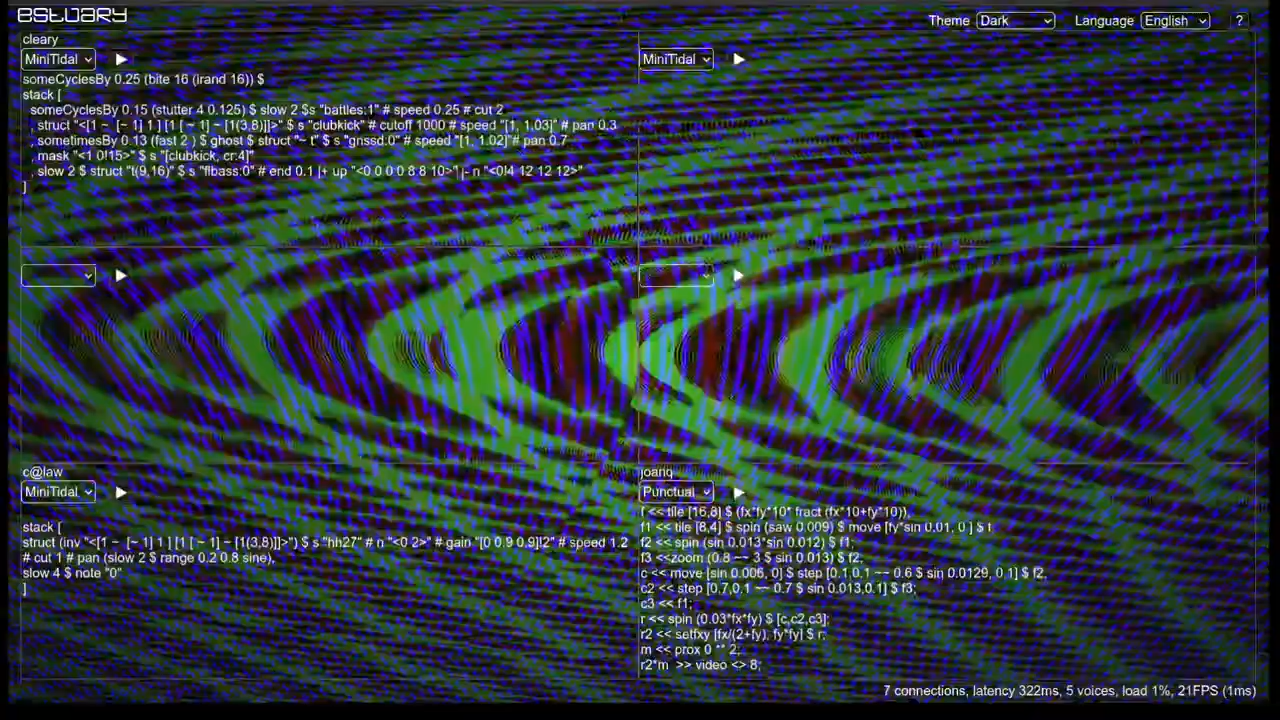 estuary
Theme Dark Language English ?
cleary
MiniTidal
someCyclesBy 0.25 (bite 16 (irand 16)) $
stack [
someCyclesBy 0.15 (stutter 4 0.125) $ slow 2 $s "battles:1" # speed 0.25 # cut 2
, struct "<[1 ~ [~ 1] 1 ] [1 [ ~ 1] ~ [1(3,8)]]>" $ s "clubkick" # cutoff 1000 # speed "[1, 1.03]" # pan 0.3
, sometimesBy 0.13 (fast 2 ) $ ghost $ struct "~ t" $ s "gnssd:0" # speed "[1, 1.02]"# pan 0.7
, mask "<1 0!15>" $ s "[clubkick, cr:4]"
, slow 2 $ struct "t(9,16)" $ s "flbass:0" # end 0.1 |+ up "<0 0 0 0 8 8 10>" |- n "<0!4 12 12 12>"
]
MiniTidal
c@law
MiniTidal
stack [
struct (inv "<[1 ~ [~ 1] 1 ] [1 [ ~ 1] ~ [1(3,8)]]>") $ s "hh27" # n "<0 2>" # gain "[0 0.9 0.9]!2" # speed 1.2
# cut 1 # pan (slow 2 $ range 0.2 0.8 sine),
slow 4 $ note "0"
]
joanq
Punctual
f << tile [16,8] $ (fx*fy*10* fract (fx*10+fy*10));
f1 << tile [8,4] $ spin (saw 0.009) $ move [fy*sin 0.01, 0 ] $ f;
f2 << spin (sin 0.013*sin 0.012) $ f1;
f3 <<zoom (0.8 ~~ 3 $ sin 0.013) $ f2;
c << move [sin 0.006, 0] $ step [0.1,0.1 ~~ 0.6 $ sin 0.0129, 0.1] $ f2;
c2 << step [0.7,0.1 ~~ 0.7 $ sin 0.013,0.1] $ f3;
c3 << f1;
r << spin (0.03*fx*fy) $ [c,c2,c3];
r2 << setfxy [fx/(2+fy), fy*fy] $ r;
m << prox 0 ** 2;
r2*m >> video <> 8;
7 connections, latency 322ms, 5 voices, load 1%, 21FPS (1ms)